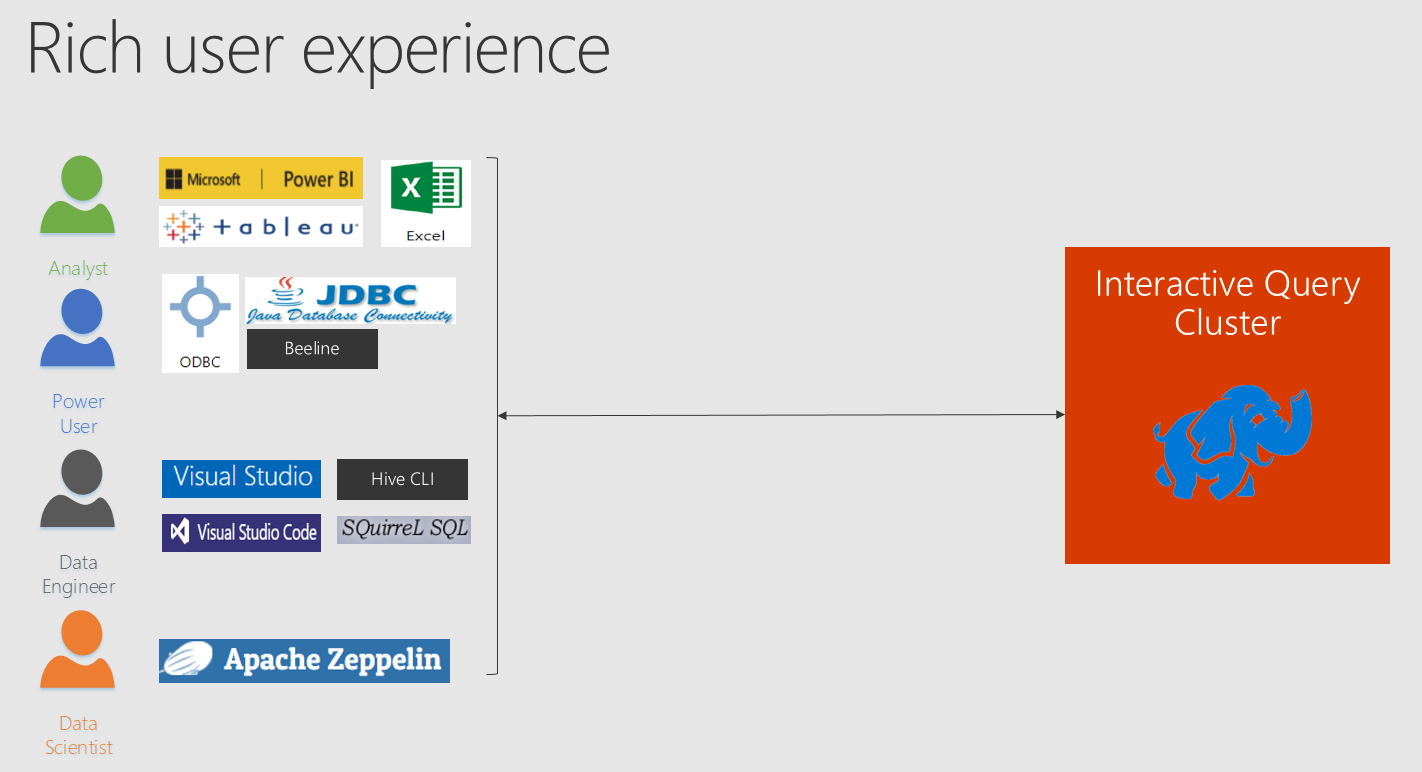 Rich user experience
Microsoft | Power BI
+ableau
Excel
Analyst
ODBC
JDBC
Java Database Connectivity
Beeline
Power
User
Visual Studio
Hive CLI
Visual Studio Code
SQuirreL SQL
Data
Engineer
Apache Zeppelin
Data
Scientist
Interactive Query
Cluster